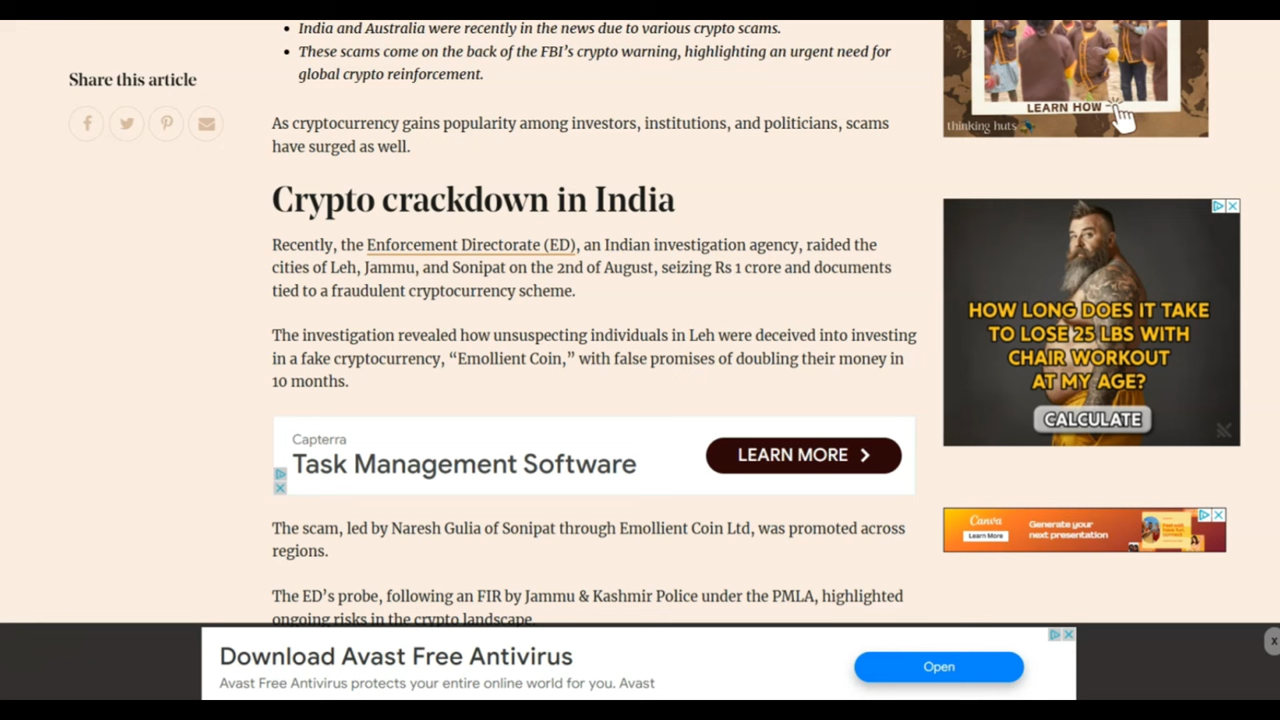 India and Australia were recently in the news due to various crypto scams.
These scams come on the back of the FBI's crypto warning, highlighting an urgent need for
global crypto reinforcement.
Share this article
As cryptocurrency gains popularity among investors, institutions, and politicians, scams
have surged as well.
Crypto crackdown in India
Recently, the Enforcement Directorate (ED), an Indian investigation agency, raided the
cities of Leh, Jammu, and Sonipat on the 2nd of August, seizing Rs 1 crore and documents
tied to a fraudulent cryptocurrency scheme.
The investigation revealed how unsuspecting individuals in Leh were deceived into investing
in a fake cryptocurrency, “Emollient Coin,” with false promises of doubling their money in
10 months.
Capterra
Task Management Software
LEARN MORE
The scam, led by Naresh Gulia of Sonipat through Emollient Coin Ltd, was promoted across
regions.
The ED's probe, following an FIR by Jammu & Kashmir Police under the PMLA, highlighted
ongoing risks in the crypto landscape.
LEARN HOW
thinking huts
HOW LONG DOES IT TAKE
TO LOSE 25 LBS WITH
CHAIR WORKOUT
AT MY AGE?
CALCULATE
Canva
Learn More
Generate your
next presentation
Download Avast Free Antivirus
Avast Free Antivirus protects your entire online world for you. Avast
Open
x